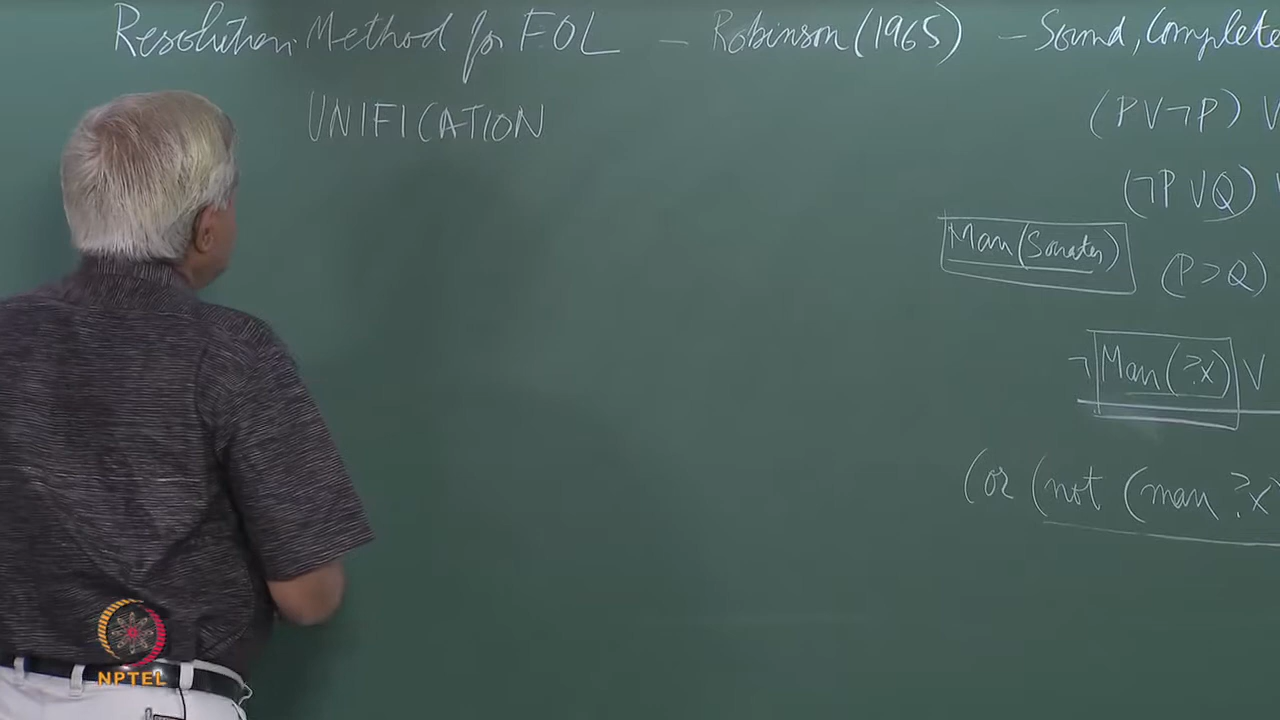 Resolution Method for FOL – Robinson (1965) – Sound, Complete
UNIFICATION
(P∨¬P) ∨
(¬P∨Q)
Man(Socrates)
(P⊃Q)
¬Man(?x) ∨
(or (not (man ?x)
NPTEL